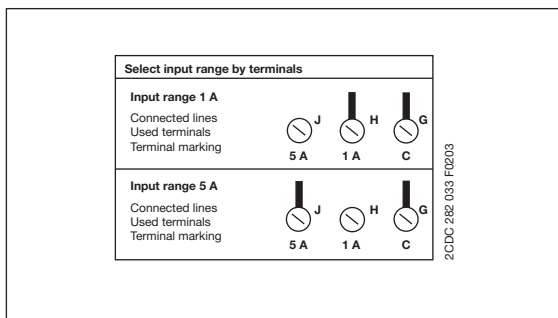 Select input range by terminals
Input range 1 A
Connected lines
Used terminals
Terminal marking
J H G
5 A 1 A C
Input range 5 A
Connected lines
Used terminals
Terminal marking
J H G
5 A 1 A C
2CDC 282 033 F0203